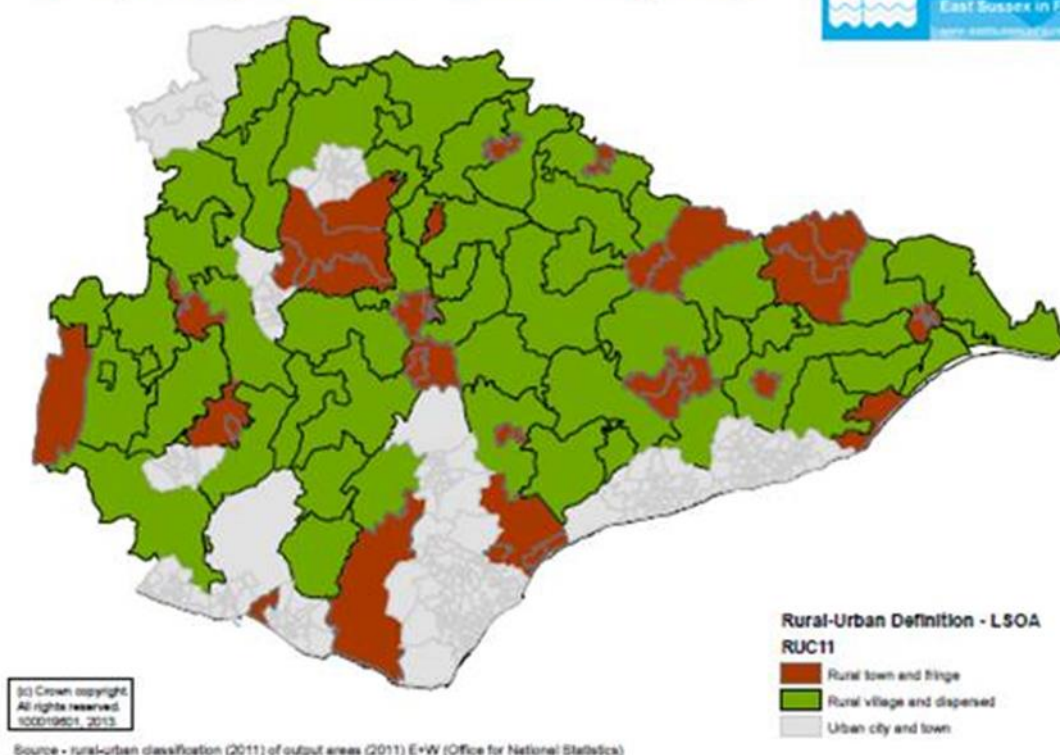 East Sussex in F
Rural-Urban Definition - LSOA
RUC11
Rural town and fringe
Rural village and dispersed
Urban city and town
(c) Crown copyright.
All rights reserved.
100019601, 2013.
Source - rural-urban classification (2011) of output areas (2011) E+W (Office for National Statistics)